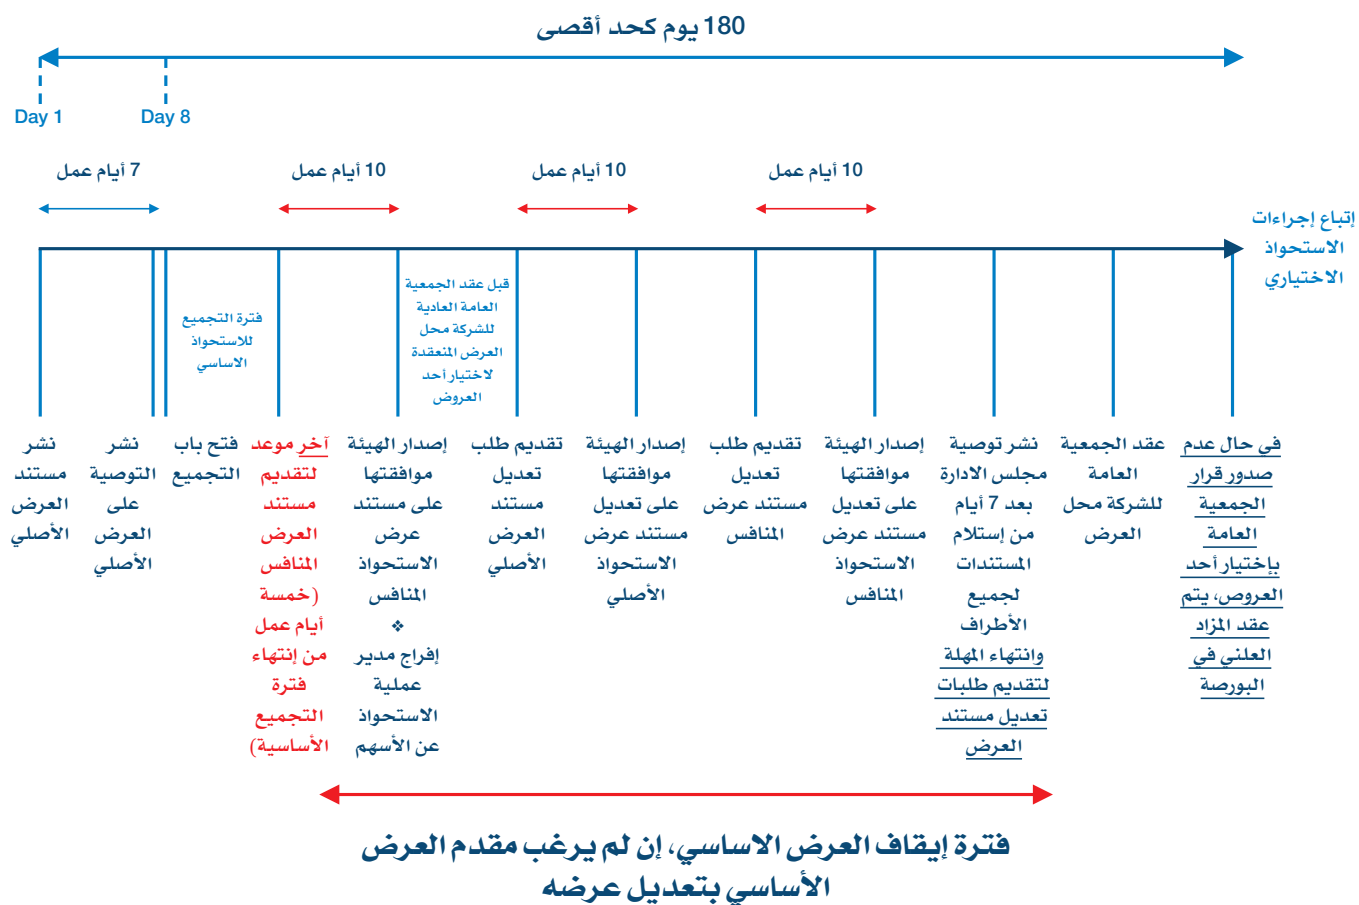 180 يوم كحد أقصى
Day 1
Day 8
7 أيام عمل
10 أيام عمل
10 أيام عمل
10 أيام عمل
إتباع إجراءات
الاستحواذ
الاختياري
فترة التجميع
للاستحواذ
الاساسي
قبل عقد الجمعية
العامة العادية
للشركة محل
العرض المنعقدة
لاختيار أحد
العروض
نشر
مستند
العرض
الأصلي
نشر
التوصية
على
العرض
الأصلي
فتح باب
التجميع
آخر موعد
لتقديم
مستند
العرض
المنافس
(خمسة
أيام عمل
من إنتهاء
فترة
التجميع
الأساسية)
إصدار الهيئة
موافقتها
على مستند
عرض
الاستحواذ
المنافس
❖
إفراج مدير
عملية
الاستحواذ
عن الأسهم
تقديم طلب
تعديل
مستند
العرض
الأصلي
إصدار الهيئة
موافقتها
على تعديل
مستند عرض
الاستحواذ
الأصلي
تقديم طلب
تعديل
مستند عرض
المنافس
إصدار الهيئة
موافقتها
على تعديل
مستند عرض
الاستحواذ
المنافس
نشر توصية
مجلس الادارة
بعد 7 أيام
من إستلام
المستندات
لجميع
الأطراف
وانتهاء المهلة
لتقديم طلبات
تعديل مستند
العرض
عقد الجمعية
العامة
للشركة محل
العرض
في حال عدم
صدور قرار
الجمعية
العامة
بإختيار أحد
العروض، يتم
عقد المزاد
العلني في
البورصة
فترة إيقاف العرض الاساسي، إن لم يرغب مقدم العرض
الأساسي بتعديل عرضه